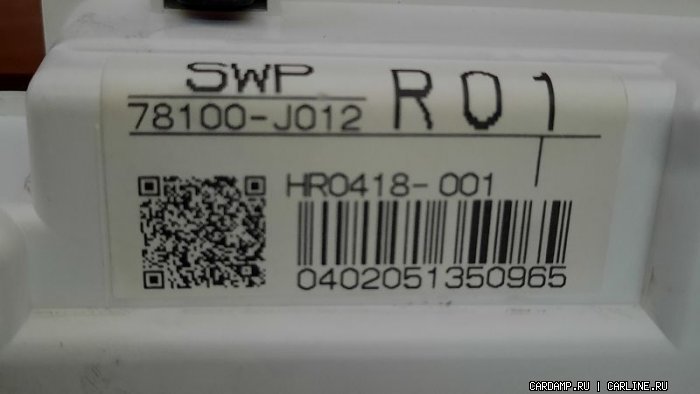 SWP R01
78100-J012
HR0418-001
0402051350965
CARDAMP.RU | CARLINE.RU